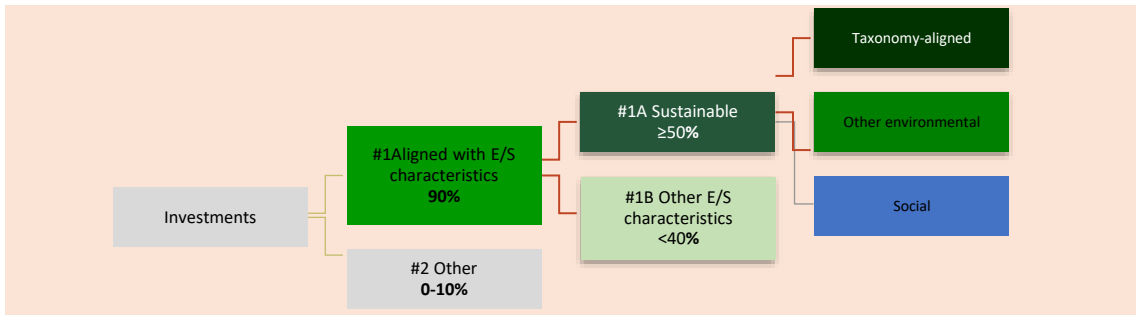 Investments
#1Aligned with E/S
characteristics
90%
#2 Other
0-10%
#1A Sustainable
≥50%
#1B Other E/S
characteristics
<40%
Taxonomy-aligned
Other environmental
Social